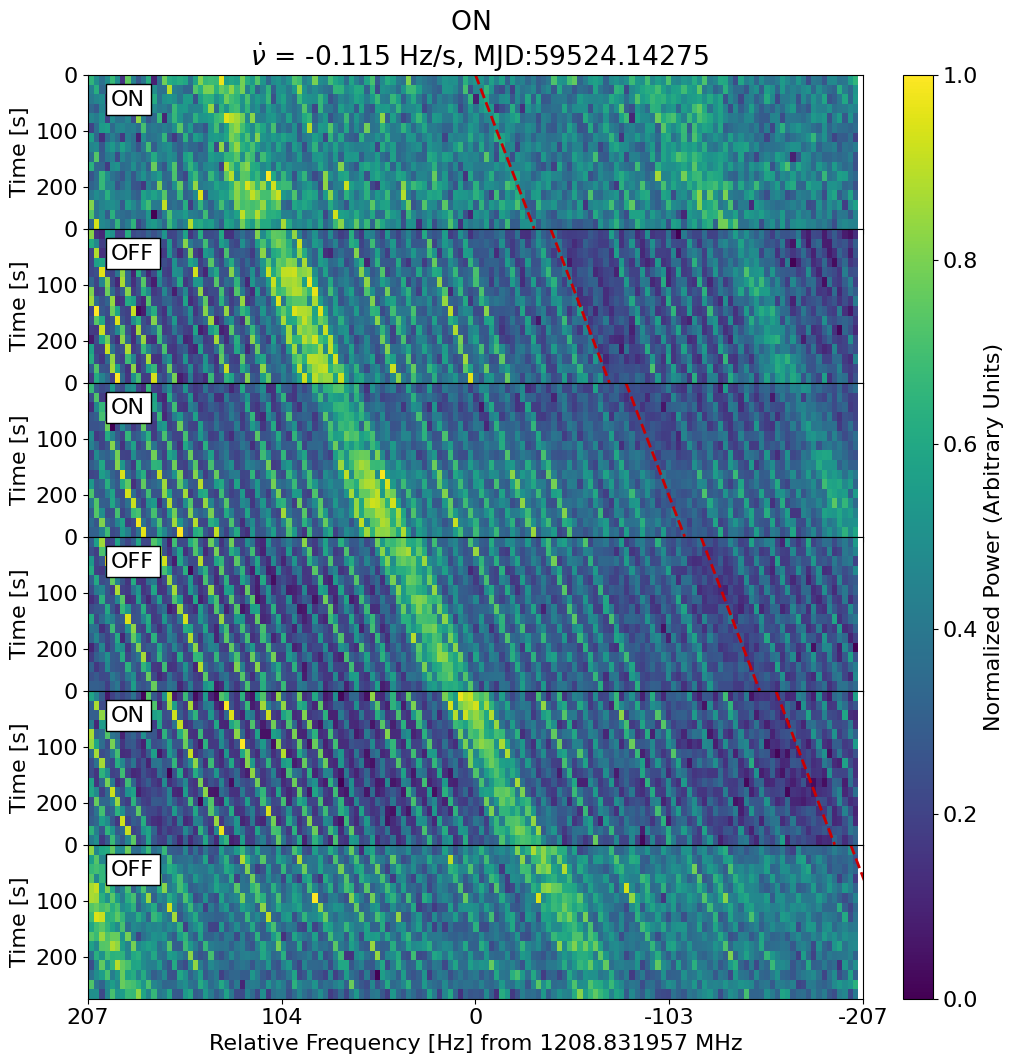 ON
ν̇ = -0.115 Hz/s, MJD:59524.14275
0
ON
100
200
Time [s]
0
OFF
100
200
Time [s]
0
ON
100
200
Time [s]
0
OFF
100
200
Time [s]
0
ON
100
200
Time [s]
0
OFF
100
200
Time [s]
207 104 0 -103 -207
Relative Frequency [Hz] from 1208.831957 MHz
1.0
0.8
0.6
0.4
0.2
0.0
Normalized Power (Arbitrary Units)